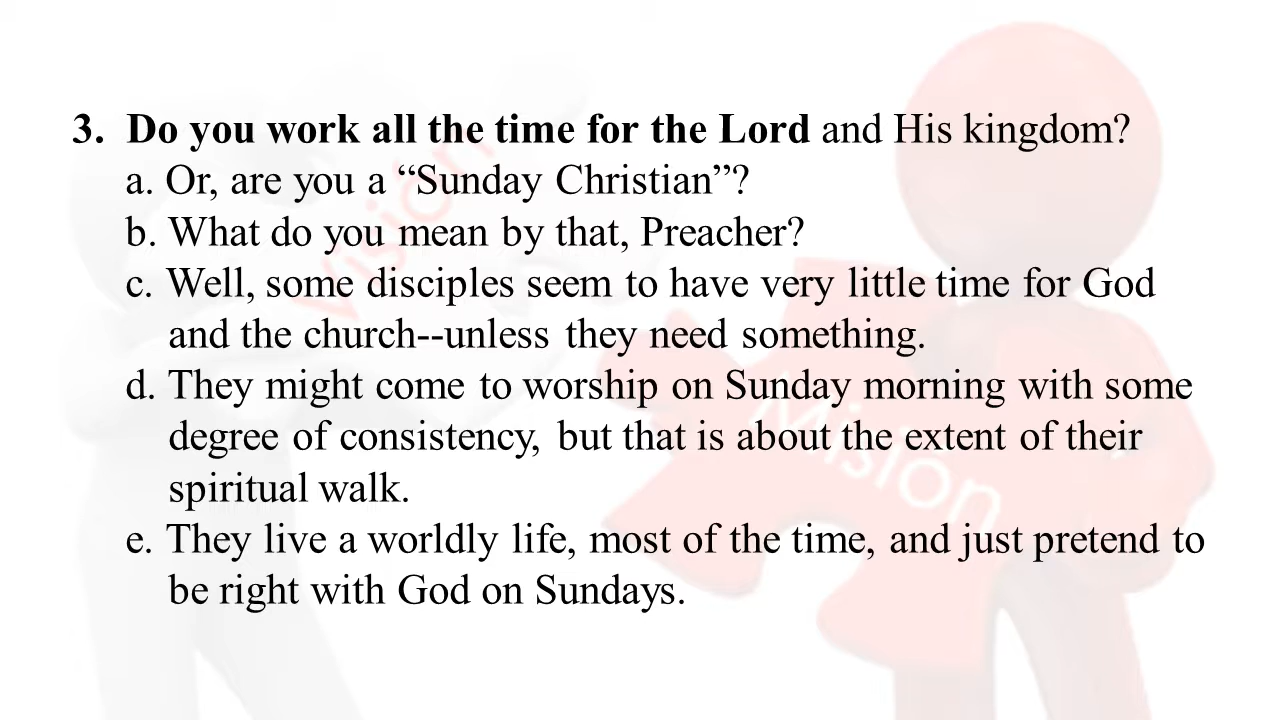 3. Do you work all the time for the Lord and His kingdom?
a. Or, are you a “Sunday Christian”?
b. What do you mean by that, Preacher?
c. Well, some disciples seem to have very little time for God
and the church--unless they need something.
d. They might come to worship on Sunday morning with some
degree of consistency, but that is about the extent of their
spiritual walk.
e. They live a worldly life, most of the time, and just pretend to
be right with God on Sundays.
Vision
Mision